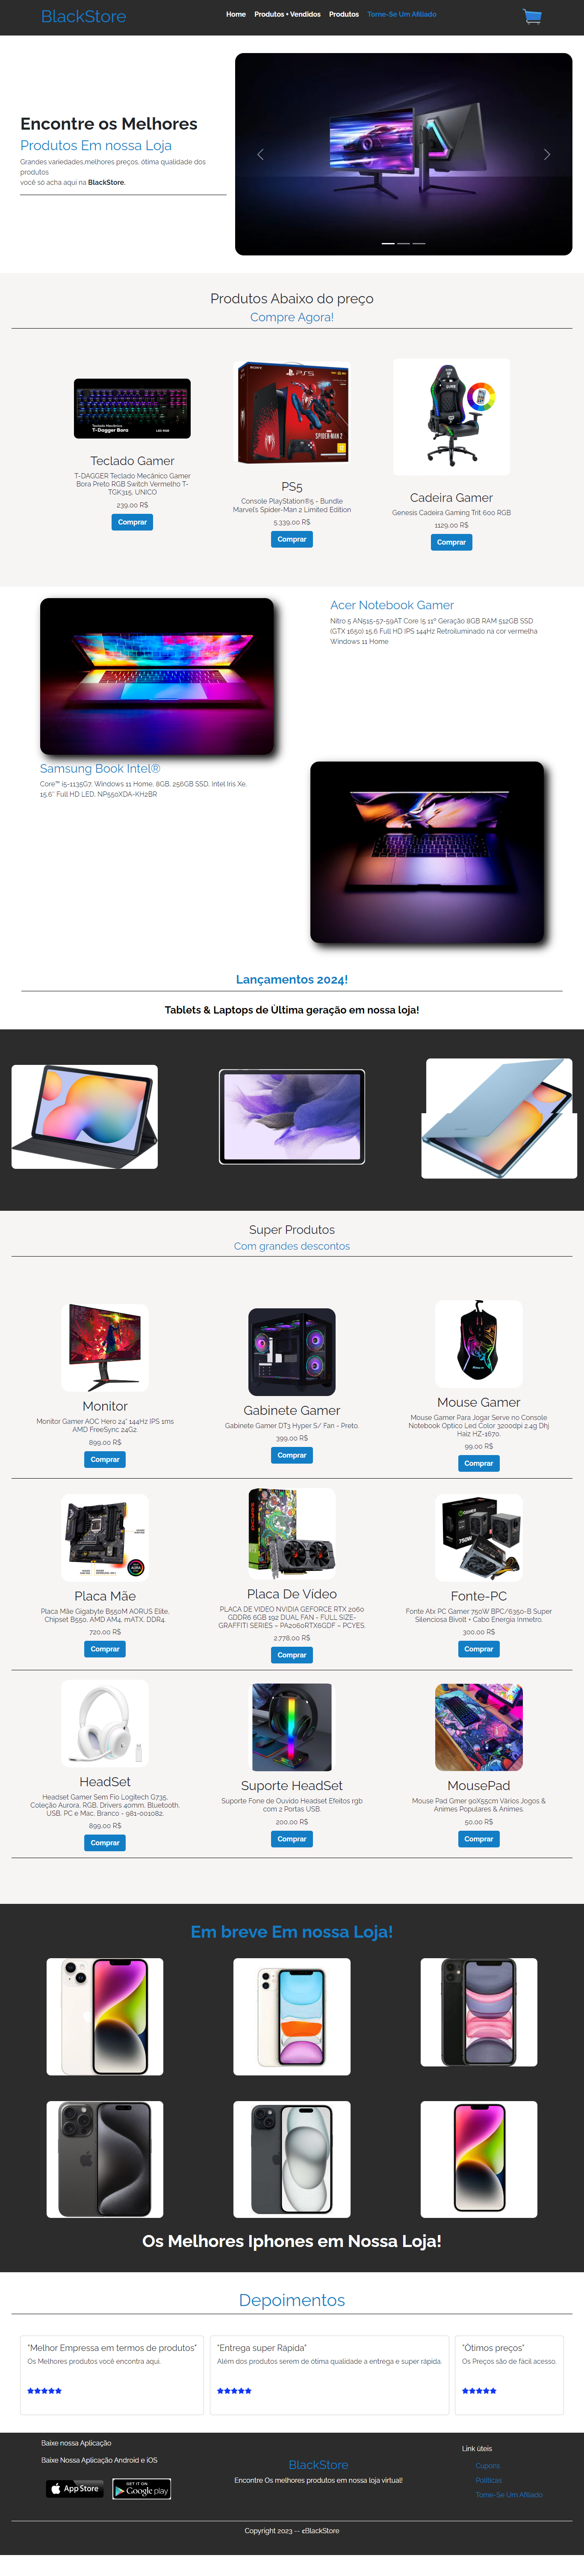 BlackStore
Home Produtos + Vendidos Produtos Torne-Se Um Afiliado
Encontre os Melhores
Produtos Em nossa Loja
Grandes variedades,melhores preços, ótima qualidade dos
produtos
você só acha aqui na BlackStore.
Produtos Abaixo do preço
Compre Agora!
Teclado Gamer
T-DAGGER Teclado Mecânico Gamer
Bora Preto RGB Switch Vermelho T-
TGK315, UNICO
239,00 R$
Comprar
PS5
Console PlayStation®5 - Bundle
Marvel's Spider-Man 2 Limited Edition
5.339,00 R$
Comprar
Cadeira Gamer
Genesis Cadeira Gaming Trit 600 RGB
1129,00 R$
Comprar
Acer Notebook Gamer
Nitro 5 AN515-57-59AT Core I5 11º Geração 8GB RAM 512GB SSD
(GTX 1650) 15.6 Full HD IPS 144Hz Retroiluminado na cor vermelha
Windows 11 Home
Samsung Book Intel®
Core™ i5-1135G7, Windows 11 Home, 8GB, 256GB SSD, Intel Iris Xe,
15.6'' Full HD LED, NP550XDA-KH2BR
Lançamentos 2024!
Tablets & Laptops de Última geração em nossa loja!
Super Produtos
Com grandes descontos
Monitor
Monitor Gamer AOC Hero 24" 144Hz IPS 1ms
AMD FreeSync 24G2.
899,00 R$
Comprar
Gabinete Gamer
Gabinete Gamer DT3 Hyper S/ Fan - Preto.
399,00 R$
Comprar
Mouse Gamer
Mouse Gamer Para Jogar Serve no Console
Notebook Optico Led Color 3200dpi 2.4g Dhj
Haiz HZ-1670.
99,00 R$
Comprar
Placa Mãe
Placa Mãe Gigabyte B550M AORUS Elite,
Chipset B550, AMD AM4, mATX, DDR4.
720,00 R$
Comprar
Placa De Vídeo
PLACA DE VIDEO NVIDIA GEFORCE RTX 2060
GDDR6 6GB 192 DUAL FAN - FULL SIZE-
GRAFFITI SERIES – PA2060RTX6GDF – PCYES.
2.778,00 R$
Comprar
Fonte-PC
Fonte Atx PC Gamer 750W BPC/6350-B Super
Silenciosa Bivolt + Cabo Energia Inmetro.
300,00 R$
Comprar
HeadSet
Headset Gamer Sem Fio Logitech G735,
Coleção Aurora, RGB, Drivers 40mm, Bluetooth,
USB, PC e Mac, Branco - 981-001082.
899,00 R$
Comprar
Suporte HeadSet
Suporte Fone de Ouvido Headset Efeitos rgb
com 2 Portas USB.
200,00 R$
Comprar
MousePad
Mouse Pad Gmer 90X55cm Vários Jogos &
Animes Populares & Animes.
50,00 R$
Comprar
Em breve Em nossa Loja!
Os Melhores Iphones em Nossa Loja!
Depoimentos
"Melhor Empressa em termos de produtos"
Os Melhores produtos você encontra aqui.
"Entrega super Rápida"
Além dos produtos serem de ótima qualidade a entrega e super rápida.
"Ótimos preços"
Os Preços são de fácil acesso.
Baixe nossa Aplicação
Baixe Nossa Aplicação Android e iOS
App Store
GET IT ON
Google play
BlackStore
Encontre Os melhores produtos em nossa loja virtual!
Link úteis
Cupons
Políticas
Torne-Se Um Afiliado
Copyright 2023 -- cBlackStore